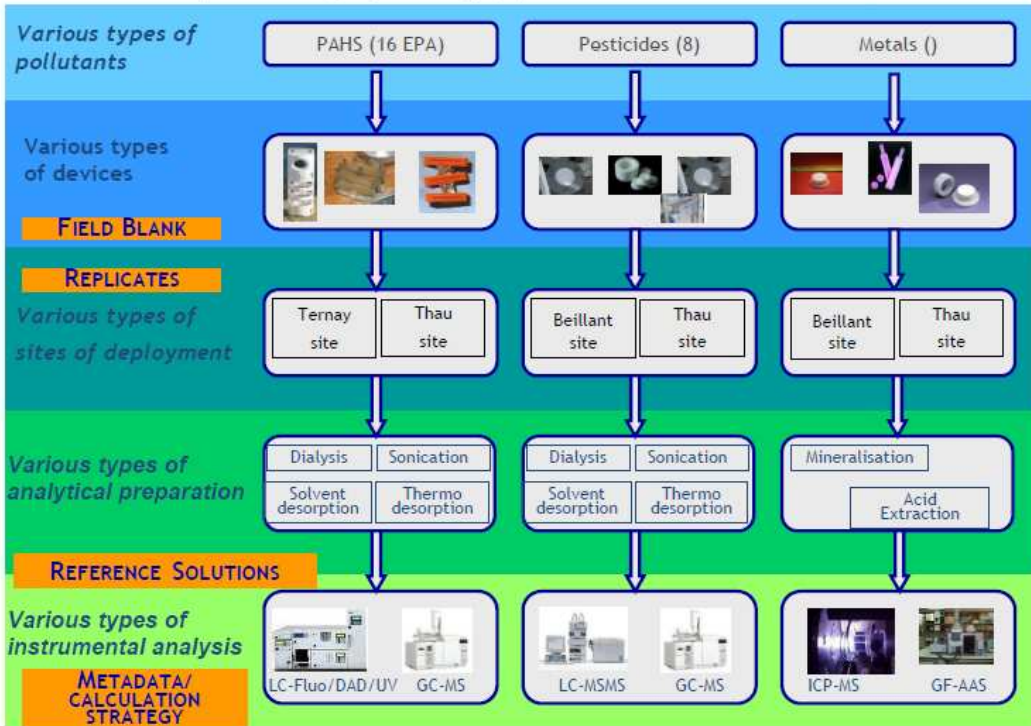 Various types of
pollutants
PAHS (16 EPA)
Pesticides (8)
Metals ()
Various types
of devices
FIELD BLANK
REPLICATES
Various types of
sites of deployment
Ternay
site
Thau
site
Beillant
site
Thau
site
Beillant
site
Thau
site
Various types of
analytical preparation
Dialysis
Sonication
Solvent
desorption
Thermo
desorption
Dialysis
Sonication
Solvent
desorption
Thermo
desorption
Mineralisation
Acid
Extraction
REFERENCE SOLUTIONS
Various types of
instrumental analysis
LC-Fluo/DAD/UV
GC-MS
LC-MSMS
GC-MS
ICP-MS
GF-AAS
METADATA/
CALCULATION
STRATEGY